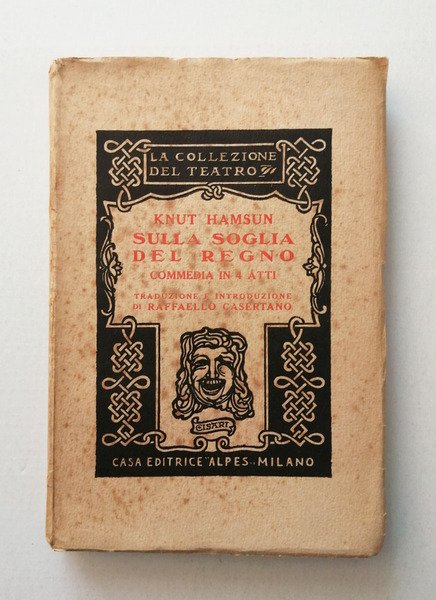 LA COLLEZIONE
DEL TEATRO
KNUT HAMSUN
SULLA SOGLIA
DEL REGNO
COMMEDIA IN 4 ATTI
TRADUZIONE E INTRODUZIONE
DI RAFFAELLO CASERTANO
CISARI
CASA EDITRICE "ALPES" MILANO